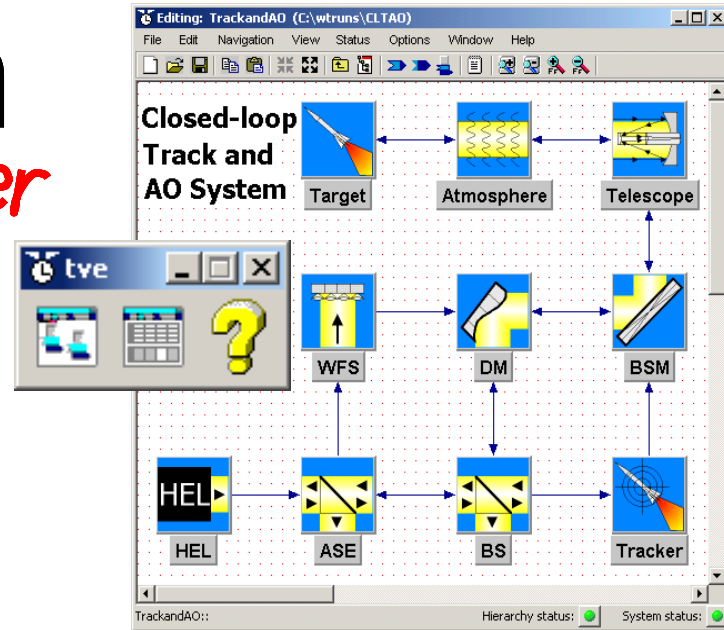 Editing: TrackandAO (C:\wtruns\CLTAO)
File Edit Navigation View Status Options Window Help
Closed-loop
Track and
AO System
Target
Atmosphere
Telescope
er
tve
WFS
DM
BSM
HEL
HEL
ASE
BS
Tracker
TrackandAO::
Hierarchy status:
System status: